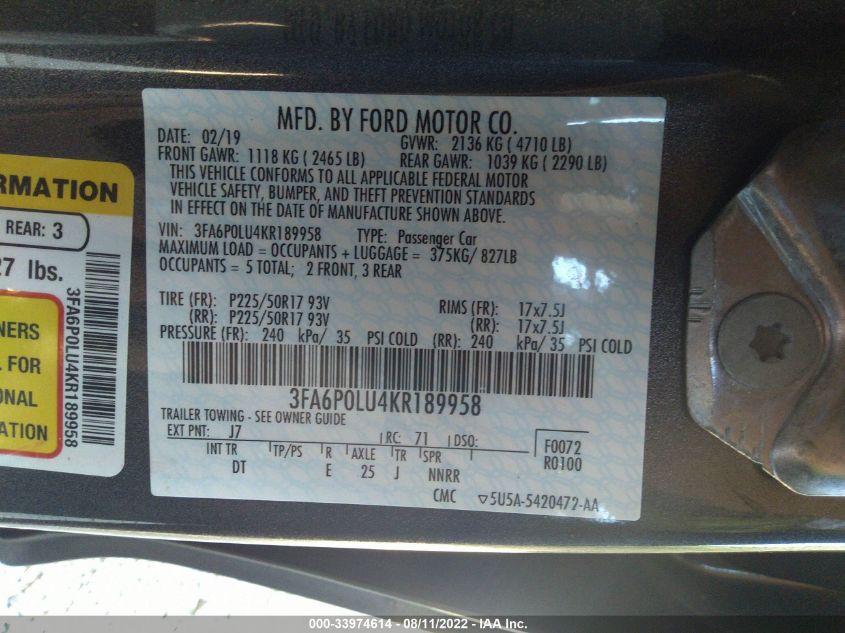 MFD. BY FORD MOTOR CO.
DATE: 02/19 GVWR: 2136 KG ( 4710 LB)
FRONT GAWR: 1118 KG ( 2465 LB) REAR GAWR: 1039 KG ( 2290 LB)
THIS VEHICLE CONFORMS TO ALL APPLICABLE FEDERAL MOTOR
VEHICLE SAFETY, BUMPER, AND THEFT PREVENTION STANDARDS
IN EFFECT ON THE DATE OF MANUFACTURE SHOWN ABOVE.
VIN: 3FA6P0LU4KR189958 TYPE: Passenger Car
MAXIMUM LOAD = OCCUPANTS + LUGGAGE = 375KG/ 827LB
OCCUPANTS = 5 TOTAL; 2 FRONT, 3 REAR
TIRE (FR): P225/50R17 93V RIMS (FR): 17x7.5J
(RR): P225/50R17 93V (RR): 17x7.5J
PRESSURE (FR): 240 kPa/ 35 PSI COLD (RR): 240 kPa/ 35 PSI COLD
3FA6P0LU4KR189958
TRAILER TOWING - SEE OWNER GUIDE
EXT PNT: J7 RC: 71 DSO: F0072
R0100
INT TR TP/PS R AXLE TR SPR
DT E 25 J NNRR
CMC ▽5U5A-5420472-AA
RMATION
REAR: 3
27 lbs.
NERS
. FOR
ONAL
ATION
3FA6P0LU4KR189958
000-33974614 - 08/11/2022 - IAA Inc.